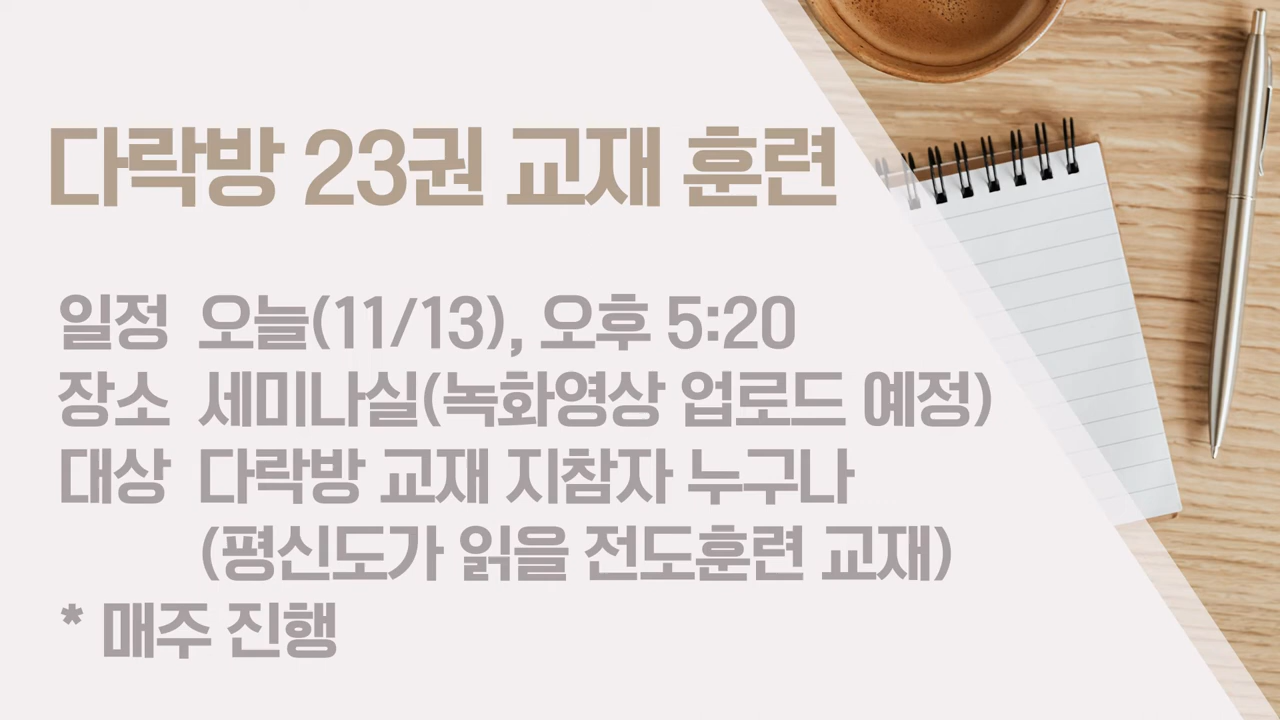 다락방 23권 교재 훈련
일정 오늘(11/13), 오후 5:20
장소 세미나실(녹화영상 업로드 예정)
대상 다락방 교재 지참자 누구나
(평신도가 읽을 전도훈련 교재)
* 매주 진행